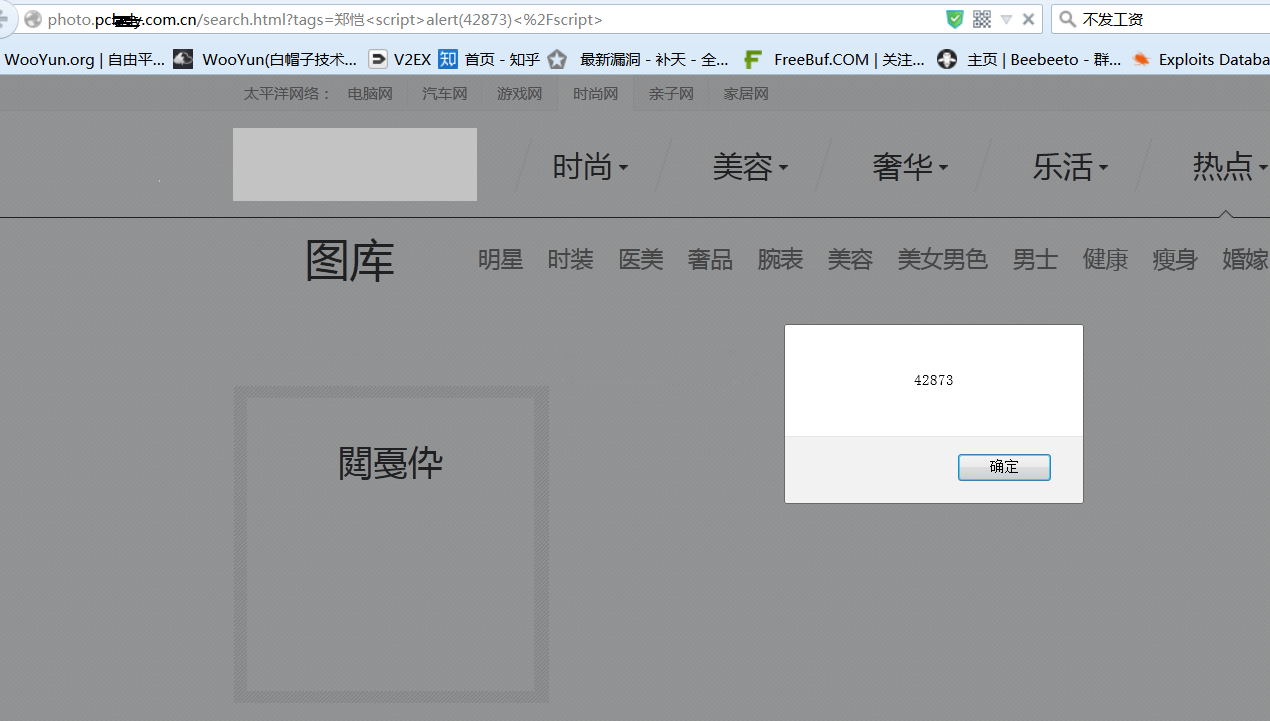 photo.pc .com.cn/search.html?tags=郑恺<script>alert(42873)<%2Fscript> 不发工资
WooYun.org | 自由平... WooYun(白帽子技术... V2EX 知 首页 - 知乎 最新漏洞 - 补天 - 全... FreeBuf.COM | 关注... 主页 | Beebeeto - 群... Exploits Databa
太平洋网络： 电脑网 汽车网 游戏网 时尚网 亲子网 家居网
时尚 美容 奢华 乐活 热点
图库 明星 时装 医美 奢品 腕表 美容 美女男色 男士 健康 瘦身 婚嫁
42873
确定